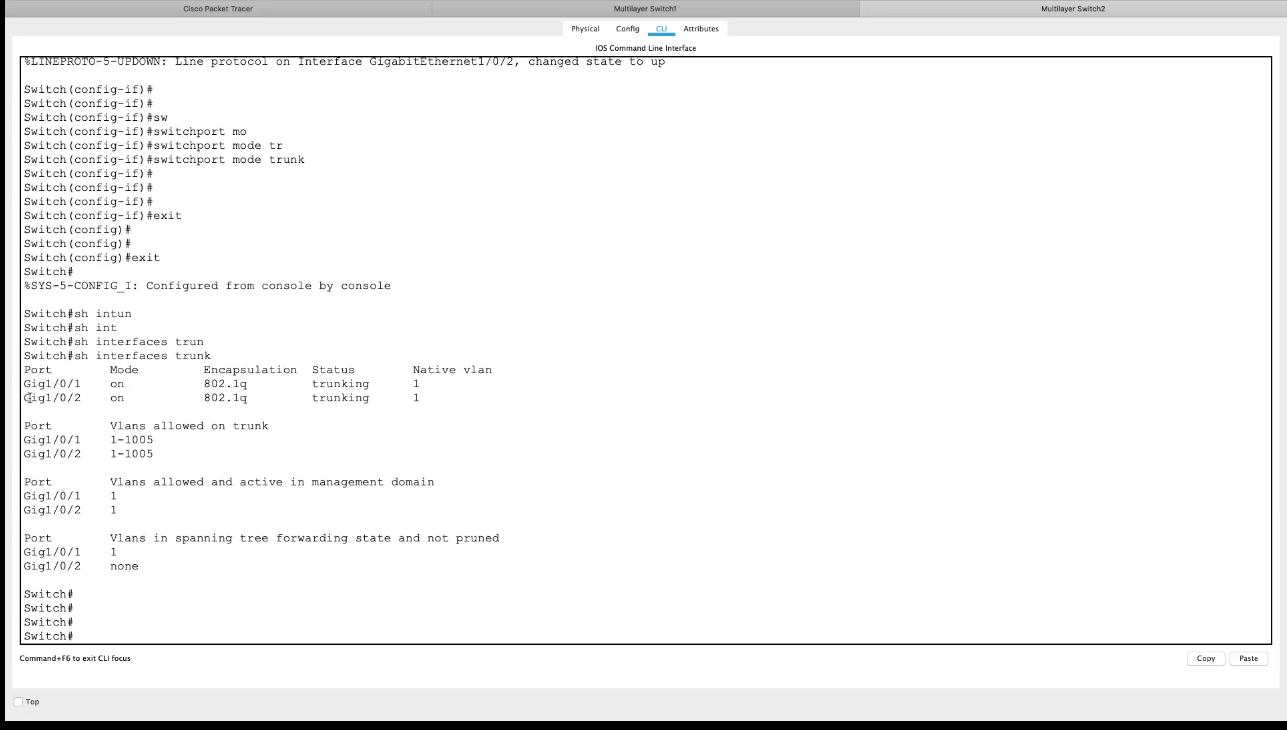 Cisco Packet Tracer
Multilayer Switch1
Multilayer Switch2
Physical Config CLI Attributes
IOS Command Line Interface
%LINEPROTO-5-UPDOWN: Line protocol on Interface GigabitEthernet1/0/2, changed state to up
Switch(config-if)#
Switch(config-if)#
Switch(config-if)#sw
Switch(config-if)#switchport mo
Switch(config-if)#switchport mode tr
Switch(config-if)#switchport mode trunk
Switch(config-if)#
Switch(config-if)#
Switch(config-if)#
Switch(config-if)#exit
Switch(config)#
Switch(config)#
Switch(config)#exit
Switch#
%SYS-5-CONFIG_I: Configured from console by console
Switch#sh intun
Switch#sh int
Switch#sh interfaces trun
Switch#sh interfaces trunk
Port Mode Encapsulation Status Native vlan
Gig1/0/1 on 802.1q trunking 1
Gig1/0/2 on 802.1q trunking 1
Port Vlans allowed on trunk
Gig1/0/1 1-1005
Gig1/0/2 1-1005
Port Vlans allowed and active in management domain
Gig1/0/1 1
Gig1/0/2 1
Port Vlans in spanning tree forwarding state and not pruned
Gig1/0/1 1
Gig1/0/2 none
Switch#
Switch#
Switch#
Switch#
Command+F6 to exit CLI focus
Copy Paste
Top